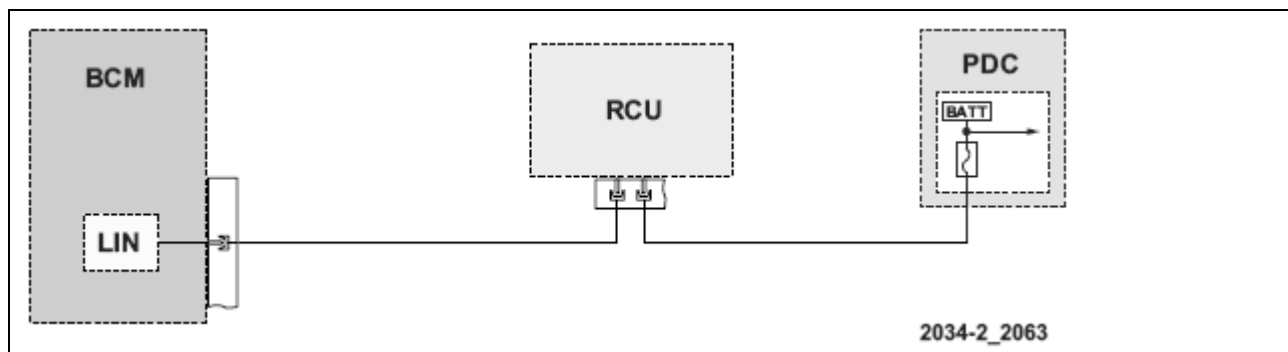 BCM
RCU
PDC
BATT
LIN
2034-2_2063